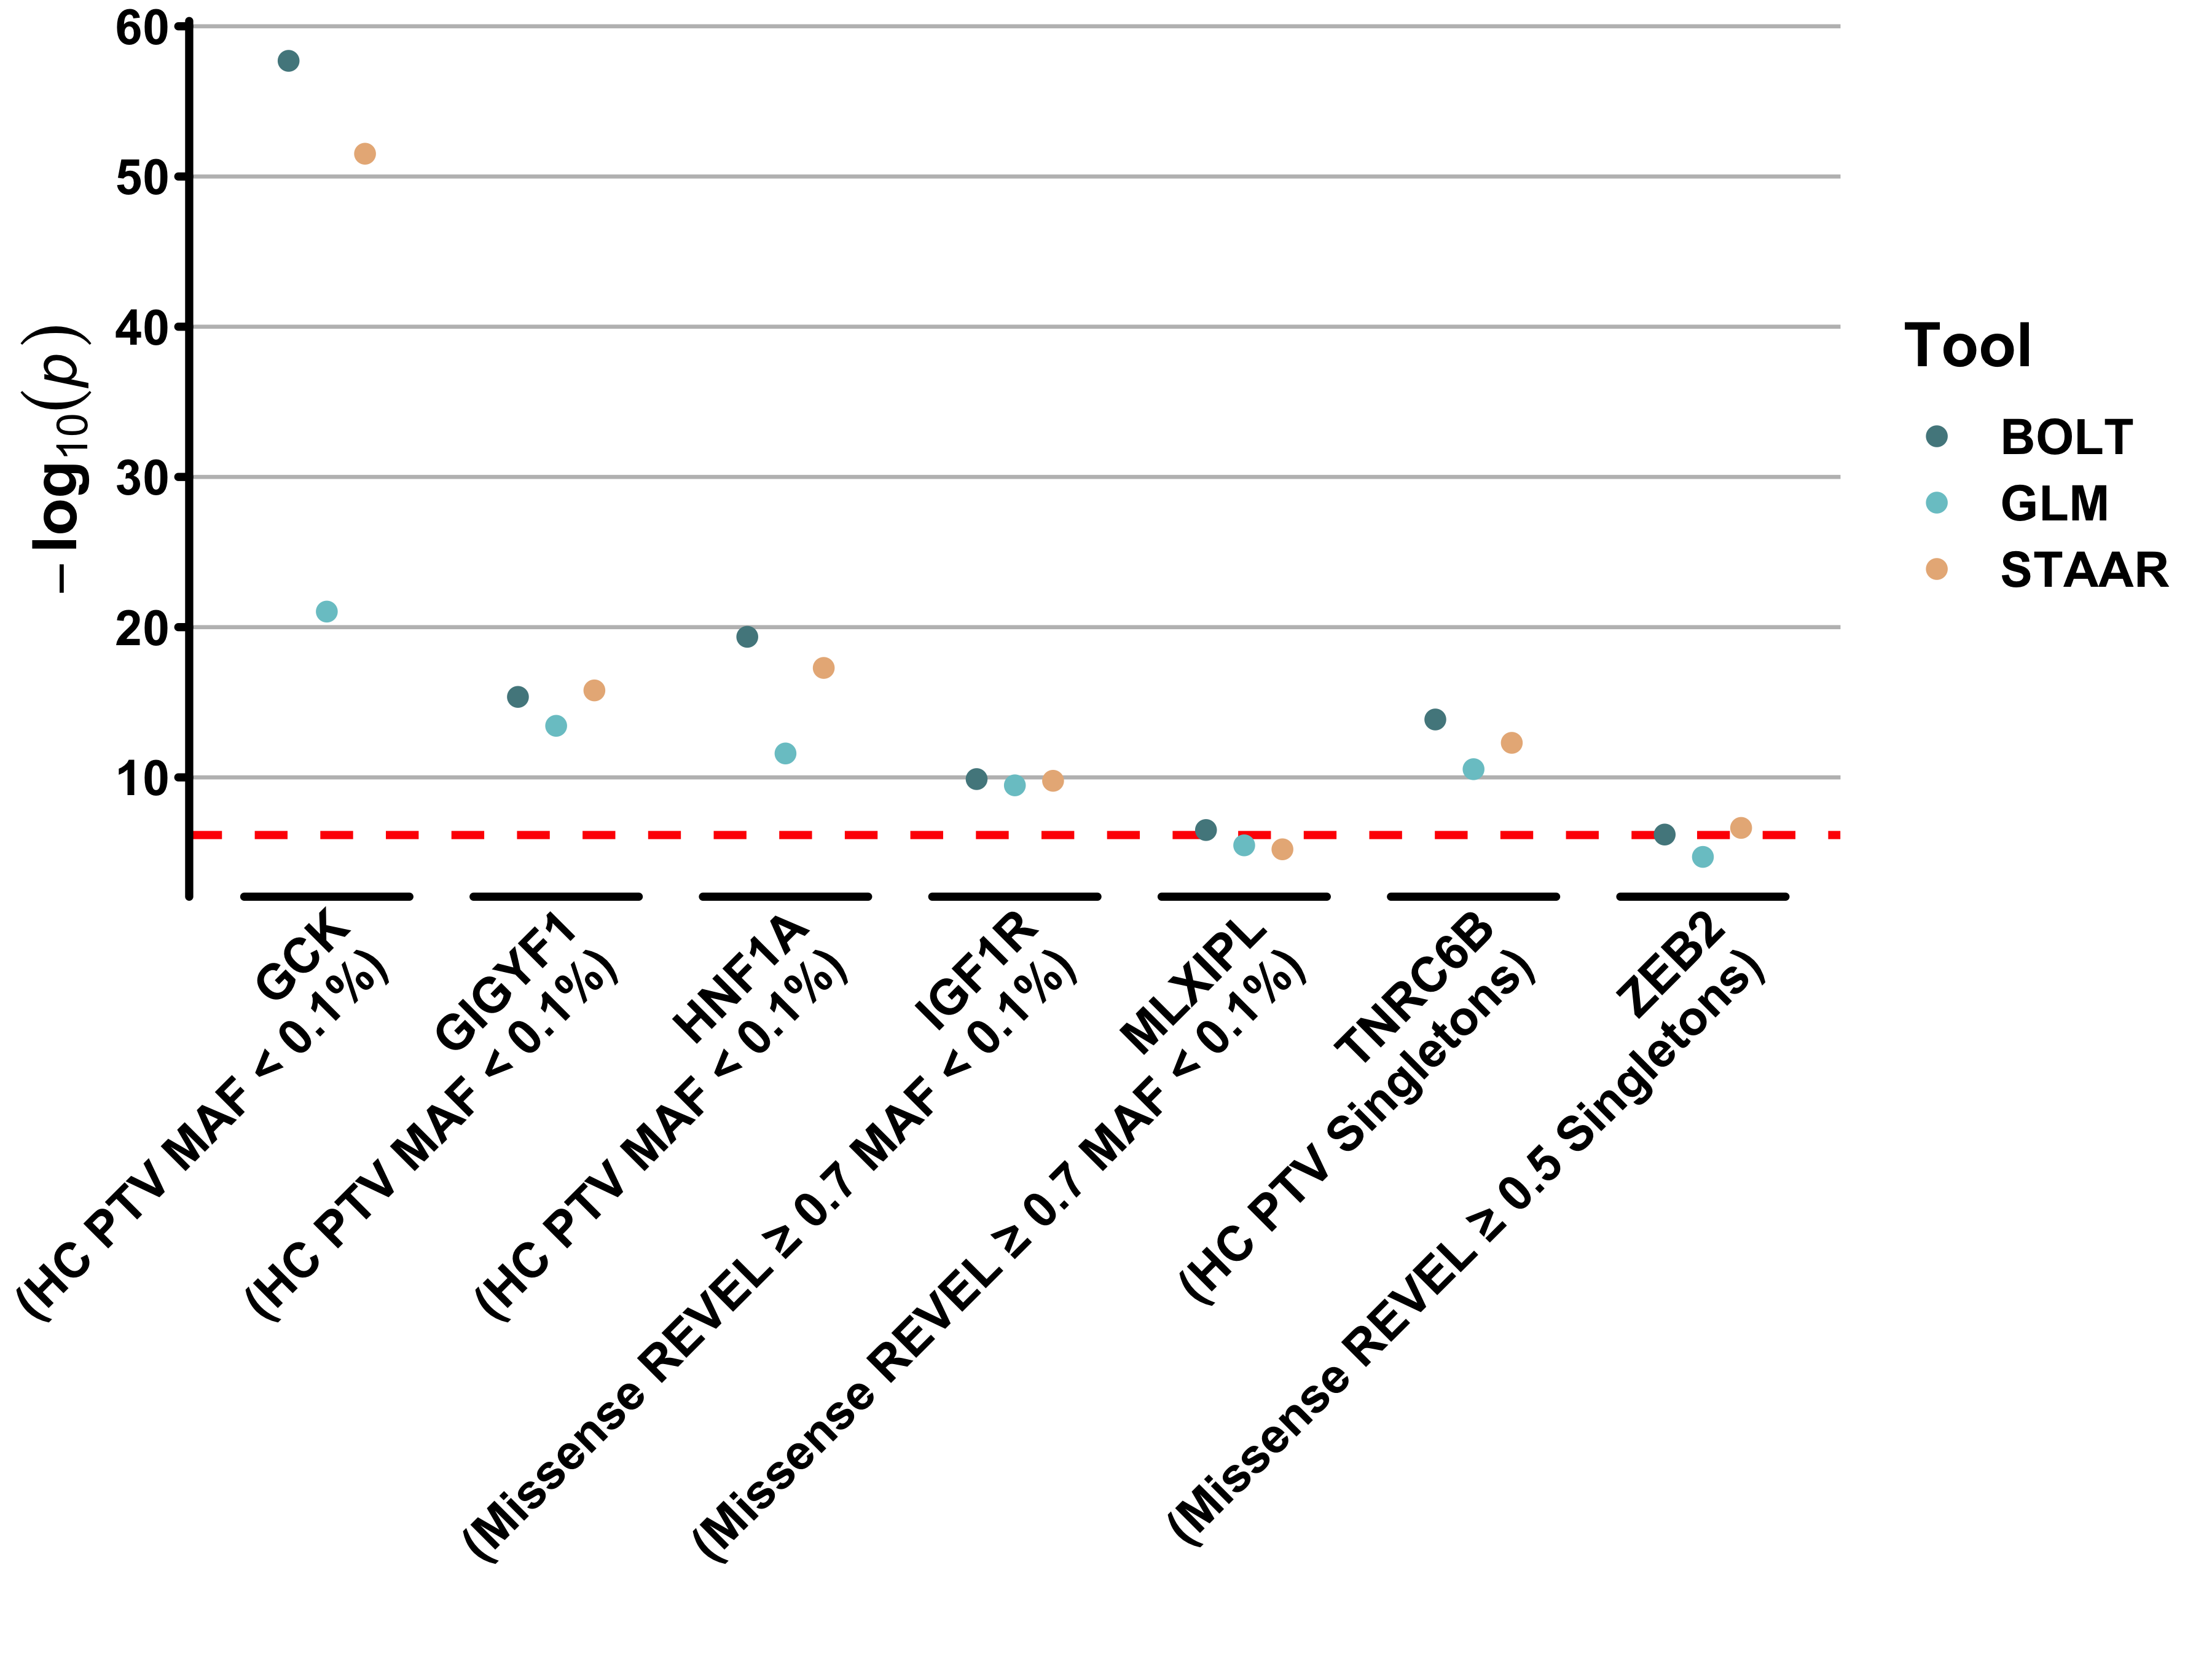 60
50
40
30
20
10
− log10(p)
GCK
(HC PTV MAF < 0.1%)
GIGYF1
(HC PTV MAF < 0.1%)
HNF1A
(HC PTV MAF < 0.1%)
IGF1R
(Missense REVEL ≥ 0.7 MAF < 0.1%)
MLXIPL
(Missense REVEL ≥ 0.7 MAF < 0.1%)
TNRC6B
(HC PTV Singletons)
ZEB2
(Missense REVEL ≥ 0.5 Singletons)
Tool
BOLT
GLM
STAAR